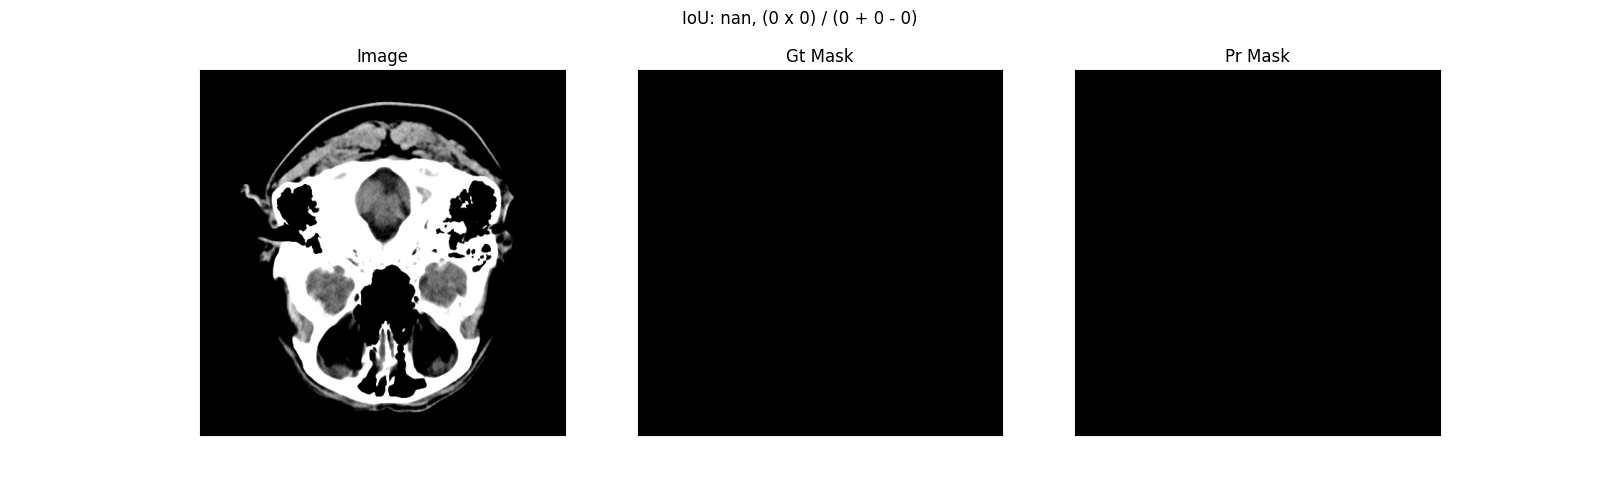 IoU: nan, (0 x 0) / (0 + 0 - 0)
Image
Gt Mask
Pr Mask